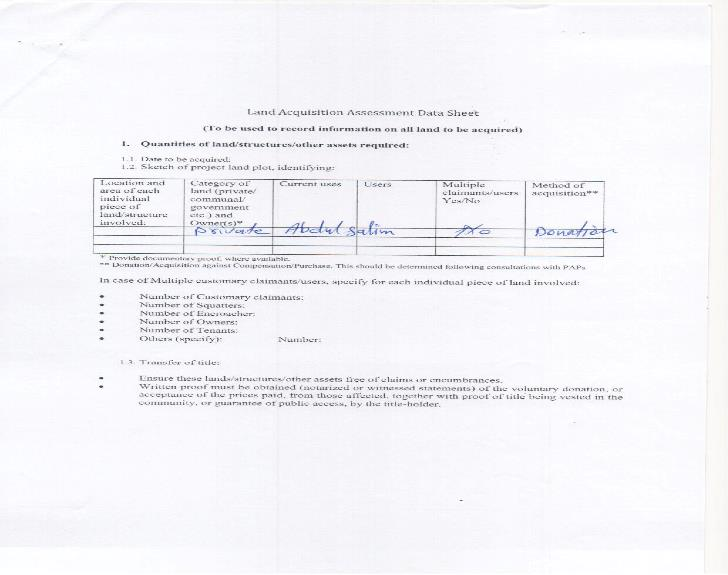 Land Acquisition Assessment Data Sheet
(To be used to record information on all land to be acquired)
1. Quantities of land/structures/other assets required:
1.1. Date to be acquired:
1.2. Sketch of project land plot, identifying:
Location and area of each individual piece of land/structure involved:
Category of land (private/ communal/ government etc.) and Owner(s)*
Current uses
Users
Multiple claimants/users Yes/No
Method of acquisition**
Private Abdul Salim No Donation
* Provide documentary proof, where available.
** Donation/Acquisition against Compensation/Purchase. This should be determined following consultations with PAPs
In case of Multiple customary claimants/users, specify for each individual piece of land involved:
• Number of Customary claimants:
• Number of Squatters:
• Number of Encroacher:
• Number of Owners:
• Number of Tenants:
• Others (specify): Number:
1.3. Transfer of title:
• Ensure these lands/structures/other assets free of claims or encumbrances.
• Written proof must be obtained (notarized or witnessed statements) of the voluntary donation, or
acceptance of the prices paid, from those affected, together with proof of title being vested in the
community, or guarantee of public access, by the title-holder.